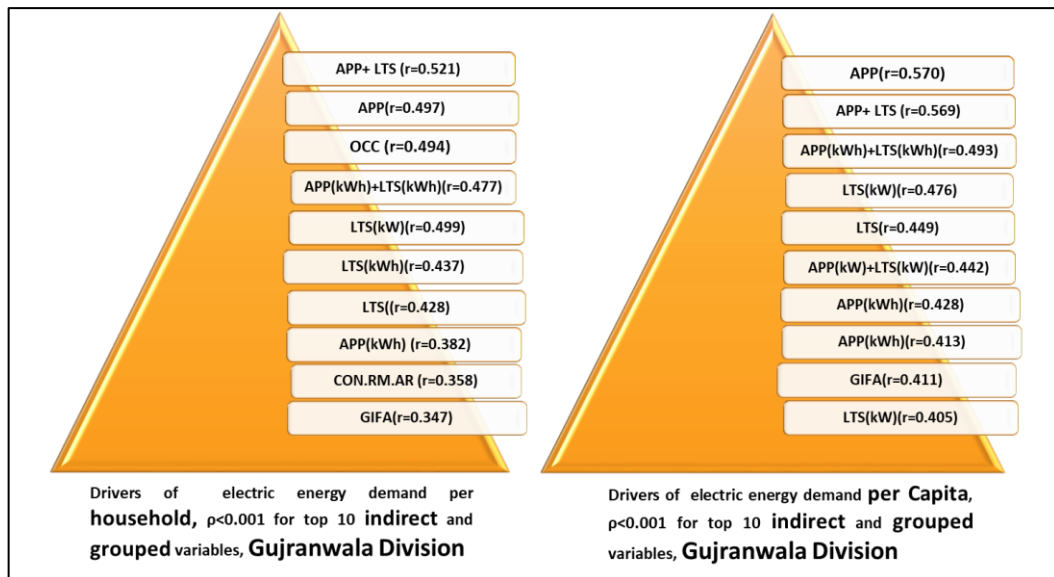 APP+ LTS (r=0.521)
APP(r=0.497)
OCC (r=0.494)
APP(kWh)+LTS(kWh)(r=0.477)
LTS(kW)(r=0.499)
LTS(kWh)(r=0.437)
LTS((r=0.428)
APP(kWh) (r=0.382)
CON.RM.AR (r=0.358)
GIFA(r=0.347)
Drivers of electric energy demand per
household, ρ<0.001 for top 10 indirect and
grouped variables, Gujranwala Division
APP(r=0.570)
APP+ LTS (r=0.569)
APP(kWh)+LTS(kWh)(r=0.493)
LTS(kW)(r=0.476)
LTS(r=0.449)
APP(kW)+LTS(kW)(r=0.442)
APP(kWh)(r=0.428)
APP(kWh)(r=0.413)
GIFA(r=0.411)
LTS(kW)(r=0.405)
Drivers of electric energy demand per Capita,
ρ<0.001 for top 10 indirect and grouped
variables, Gujranwala Division